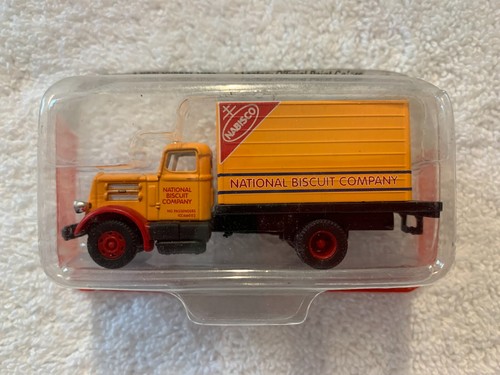 NABISCO
NATIONAL BISCUIT COMPANY
NATIONAL
BISCUIT
COMPANY